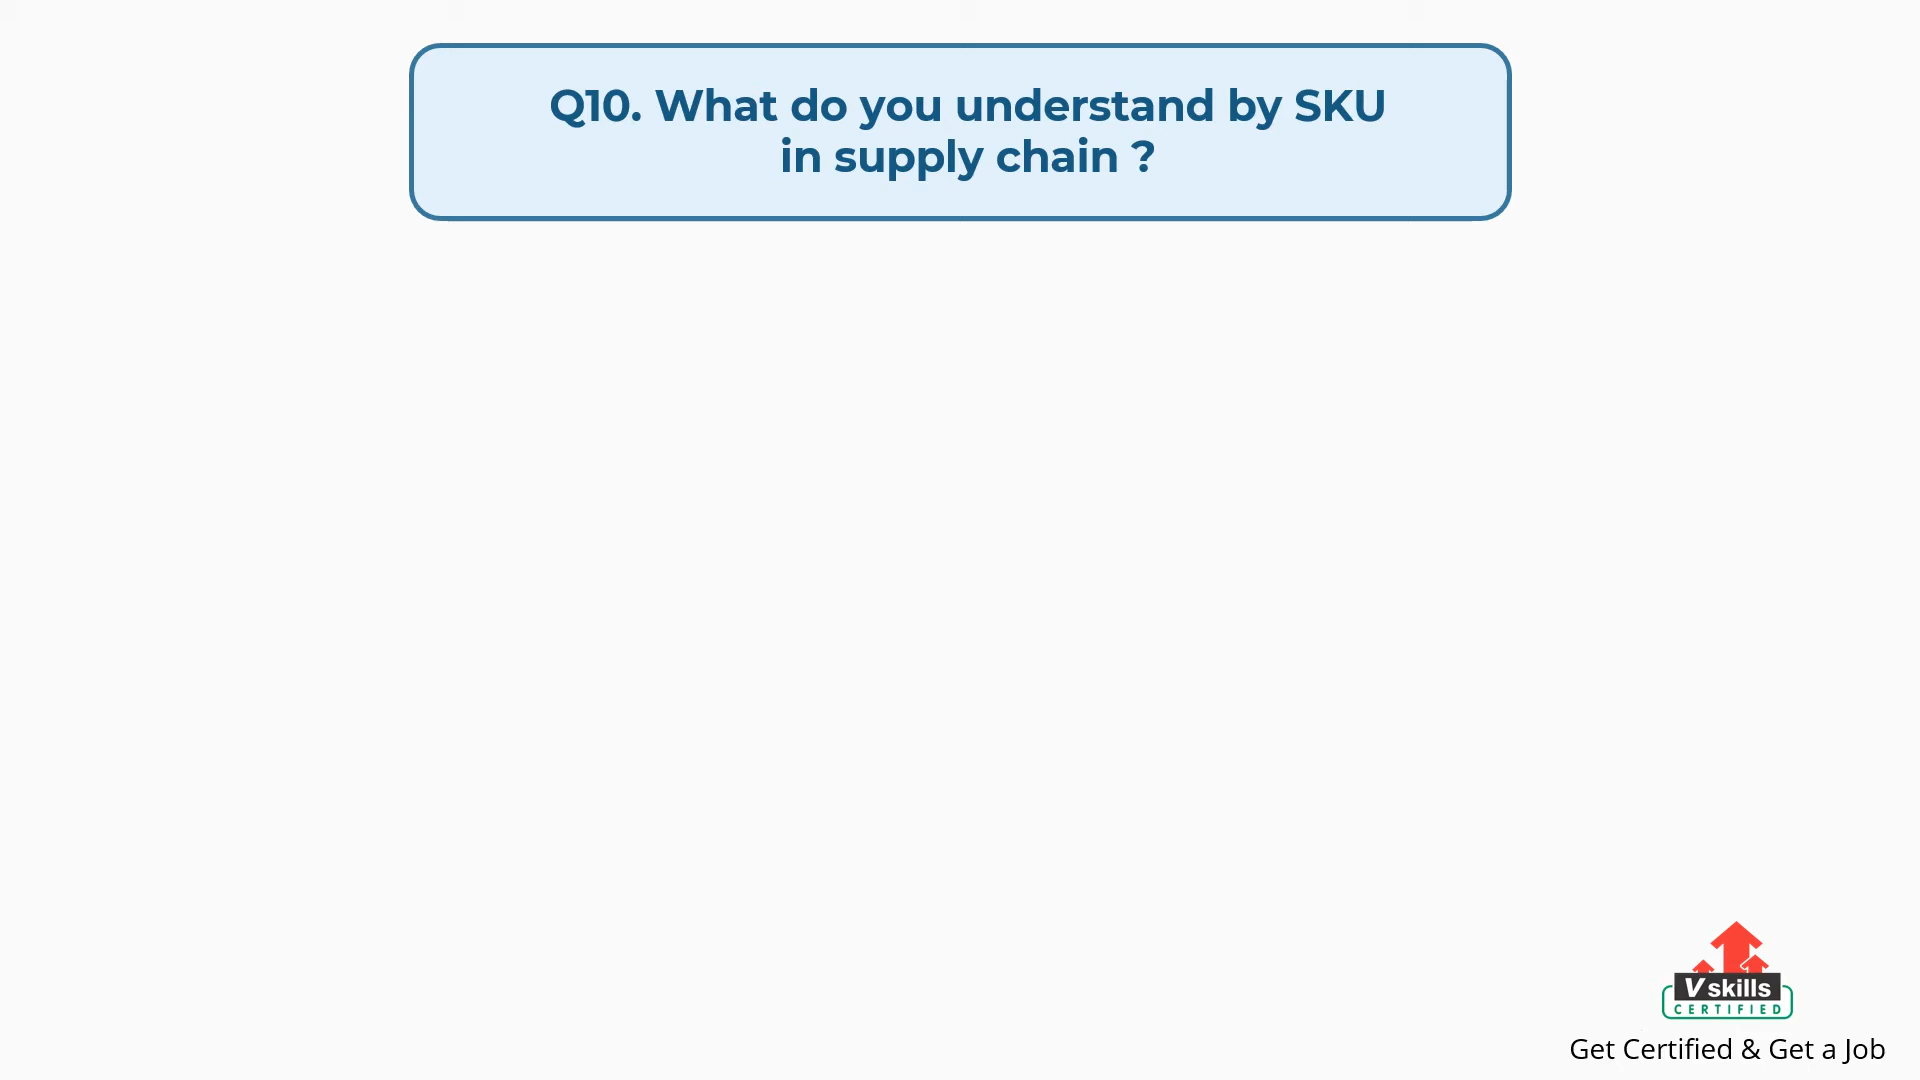 Q10. What do you understand by SKU
in supply chain ?
Vskills
CERTIFIED
Get Certified & Get a Job